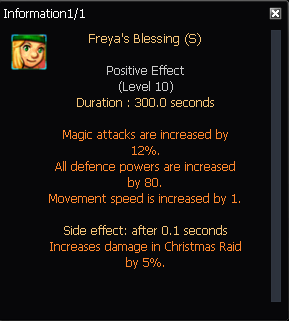 Information1/1
Freya's Blessing (S)
Positive Effect
(Level 10)
Duration : 300.0 seconds
Magic attacks are increased by
12%.
All defence powers are increased
by 80.
Movement speed is increased by 1.
Side effect: after 0.1 seconds
Increases damage in Christmas Raid
by 5%.